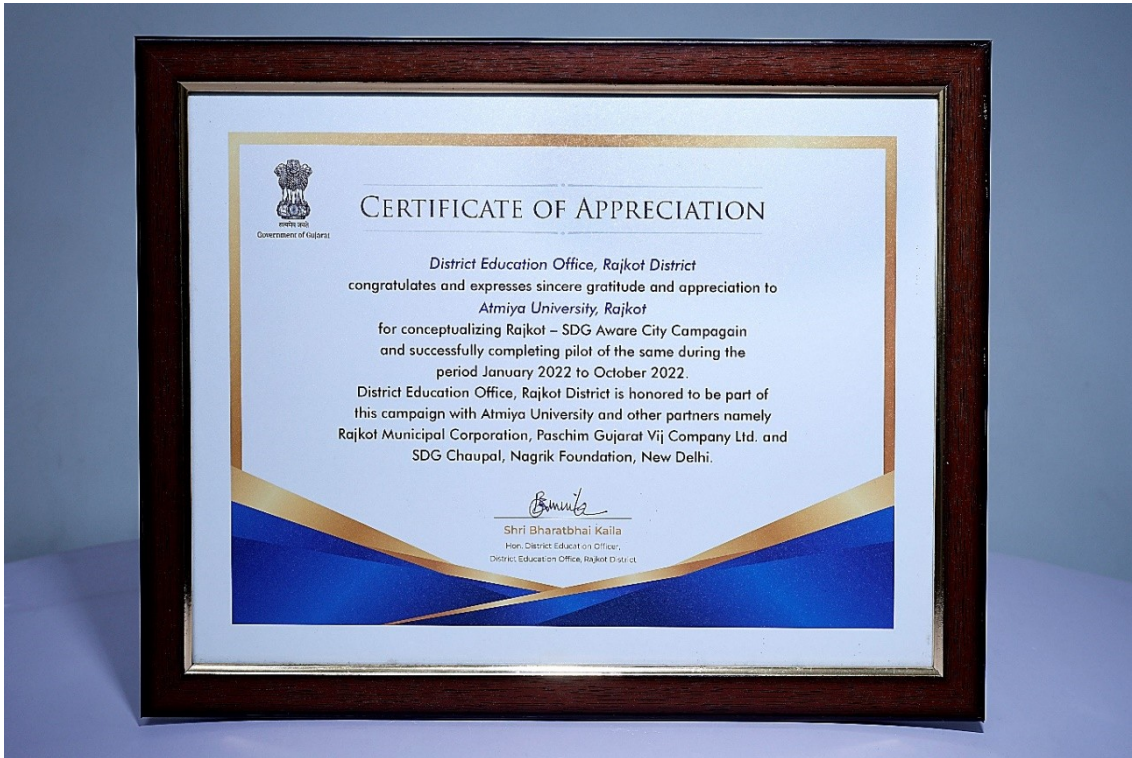 सत्यमेव जयते
Government of Gujarat
CERTIFICATE OF APPRECIATION
District Education Office, Rajkot District
congratulates and expresses sincere gratitude and appreciation to
Atmiya University, Rajkot
for conceptualizing Rajkot – SDG Aware City Campagain
and successfully completing pilot of the same during the
period January 2022 to October 2022.
District Education Office, Rajkot District is honored to be part of
this campaign with Atmiya University and other partners namely
Rajkot Municipal Corporation, Paschim Gujarat Vij Company Ltd. and
SDG Chaupal, Nagrik Foundation, New Delhi.
Shri Bharatbhai Kaila
Hon. District Education Officer,
District Education Office, Rajkot District